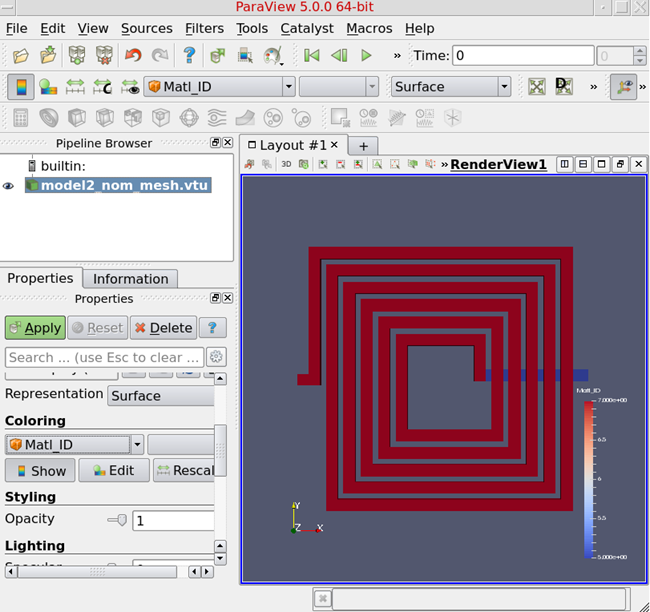 ParaView 5.0.0 64-bit
File Edit View Sources Filters Tools Catalyst Macros Help
» Time: 0 0
Matl_ID Surface » »
Pipeline Browser
builtin:
model2_nom_mesh.vtu
Layout #1 × +
3D » RenderView1
Properties Information
Properties
Apply Reset Delete ?
Search ... (use Esc to clear ...
Representation Surface
Coloring
Matl_ID
Show Edit Rescal
Styling
Opacity 1
Lighting
Matl_ID
7.000e+00
6.5
6
5.5
5.000e+00
Y
Z X